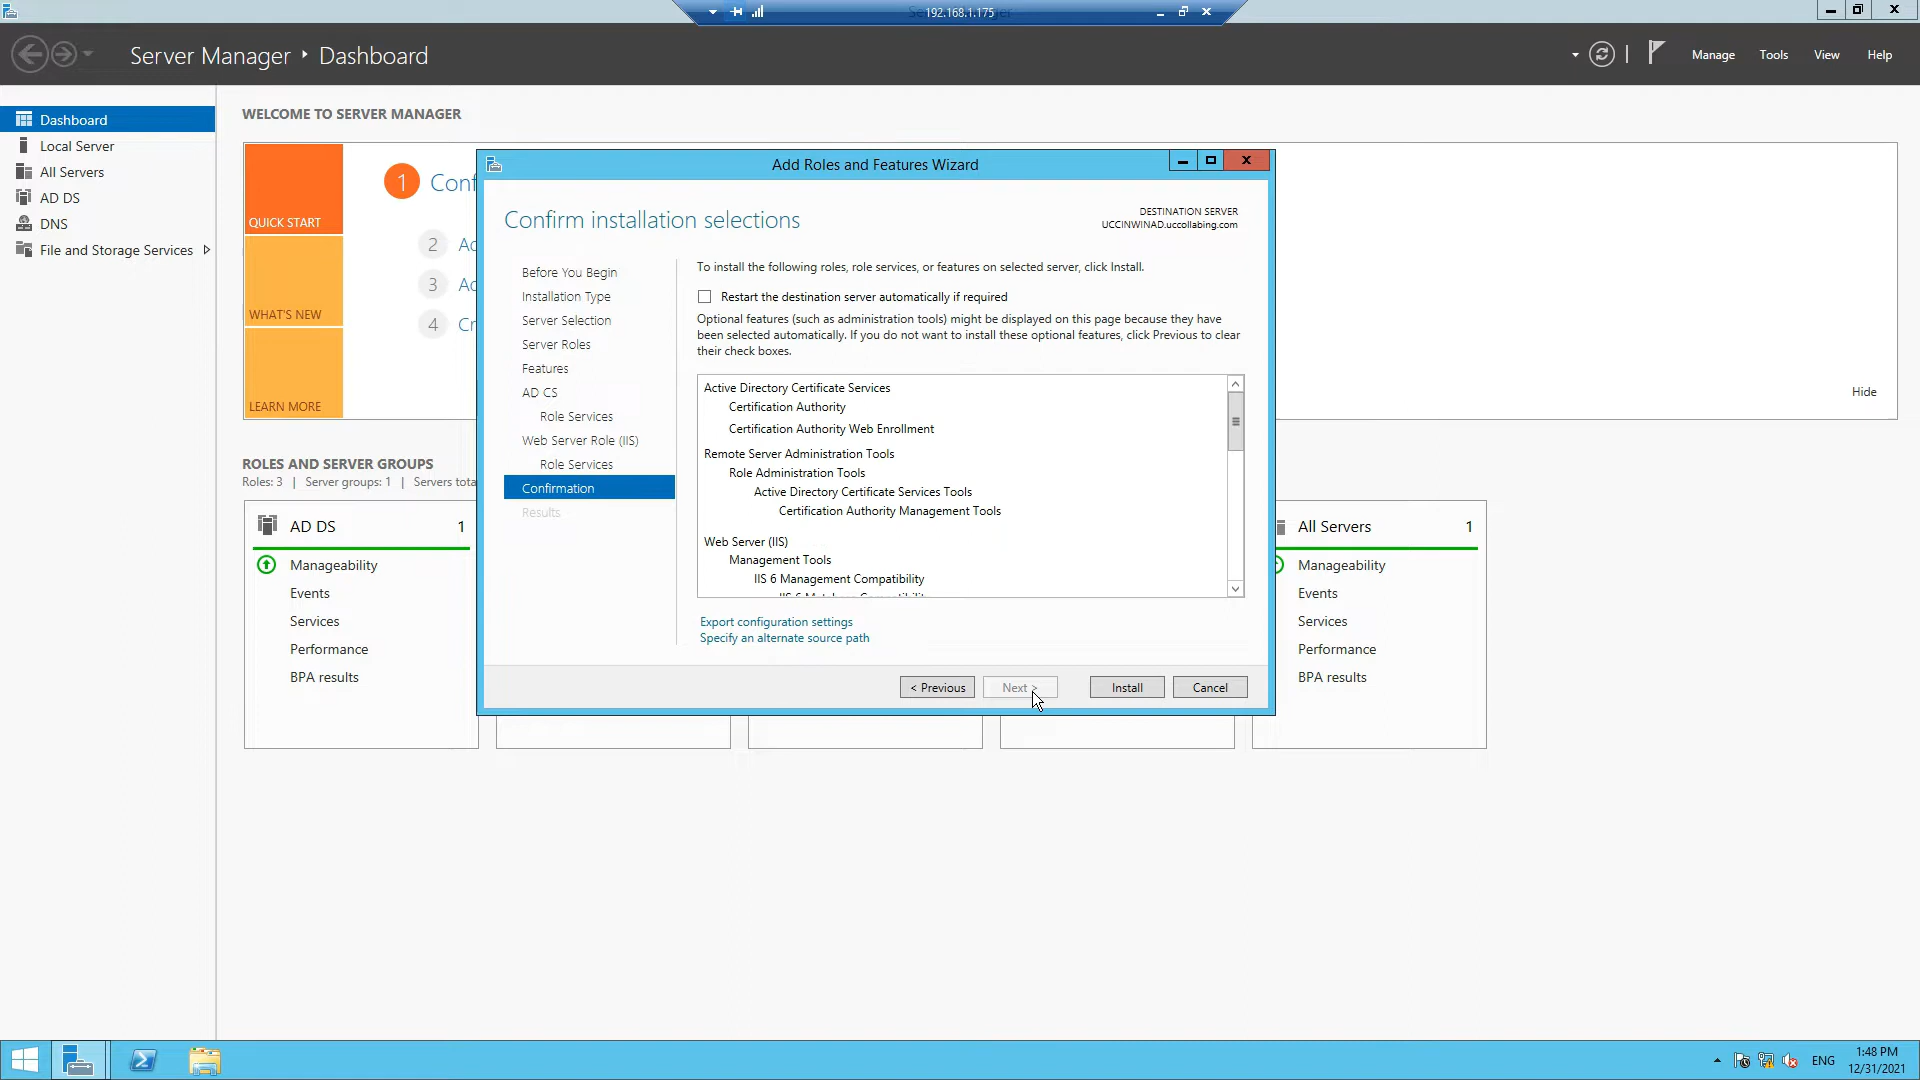 192.168.1.175
Server Manager
Dashboard
Manage
Tools
View
Help
Dashboard
Local Server
All Servers
AD DS
DNS
File and Storage Services
WELCOME TO SERVER MANAGER
QUICK START
WHAT'S NEW
LEARN MORE
1
2
3
4
Hide
ROLES AND SERVER GROUPS
Roles: 3 | Server groups: 1 | Servers
AD DS
1
Manageability
Events
Services
Performance
BPA results
All Servers
1
Manageability
Events
Services
Performance
BPA results
Add Roles and Features Wizard
Confirm installation selections
DESTINATION SERVER
UCCINWINAD.uccollabing.com
Before You Begin
Installation Type
Server Selection
Server Roles
Features
AD CS
Role Services
Web Server Role (IIS)
Role Services
Confirmation
Results
To install the following roles, role services, or features on selected server, click Install.
Restart the destination server automatically if required
Optional features (such as administration tools) might be displayed on this page because they have
been selected automatically. If you do not want to install these optional features, click Previous to clear
their check boxes.
Active Directory Certificate Services
Certification Authority
Certification Authority Web Enrollment
Remote Server Administration Tools
Role Administration Tools
Active Directory Certificate Services Tools
Certification Authority Management Tools
Web Server (IIS)
Management Tools
IIS 6 Management Compatibility
Export configuration settings
Specify an alternate source path
< Previous
Next >
Install
Cancel
ENG
1:48 PM
12/31/2021